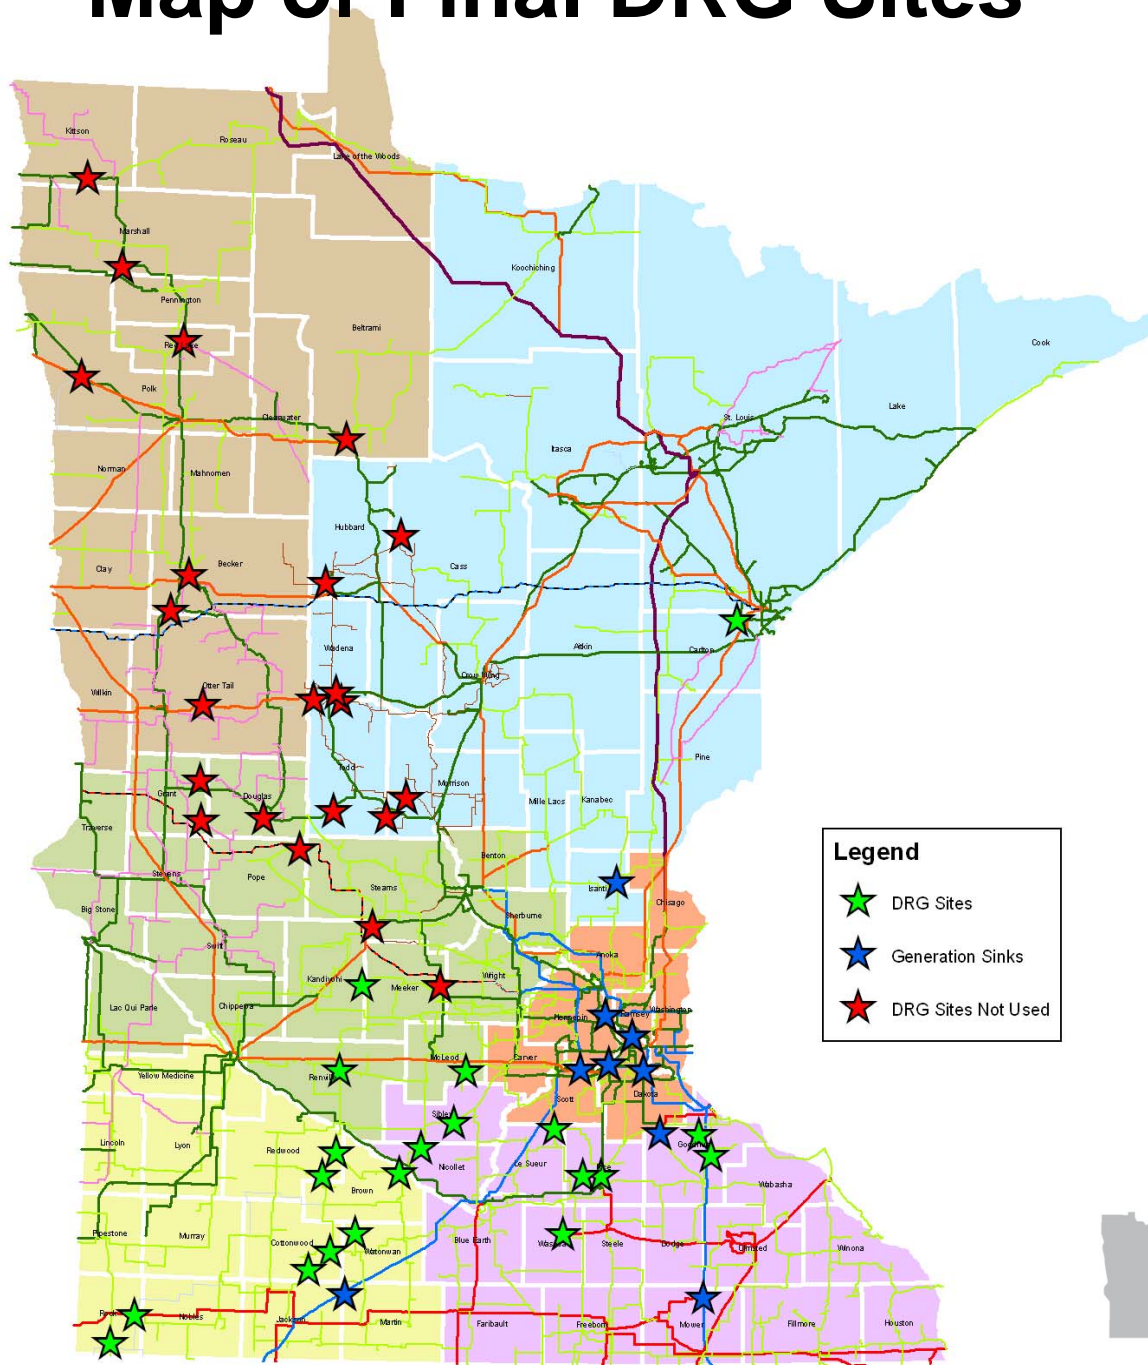 Map of Final DRG Sites
Kittson
Roseau
Lake of the Woods
Marshall
Koochiching
Pennington
Beltrami
Cook
Polk
Clearwater
St. Louis
Lake
Itasca
Norman
Mahnomen
Hubbard
Clay
Becker
Cass
Wadena
Aitkin
Carlton
Crow Wing
Otter Tail
Wilkin
Pine
Todd
Morrison
Grant
Douglas
Mille Lacs
Kanabec
Traverse
Legend
Benton
Stevens
Pope
Stearns
Isanti
Chisago
DRG Sites
Big Stone
Sherburne
Swift
Anoka
Generation Sinks
Kandiyohi
Meeker
Wright
Lac Qui Parle
Chippewa
Hennepin
Ramsey
Washington
DRG Sites Not Used
McLeod
Carver
Yellow Medicine
Renville
Scott
Dakota
Sibley
Lincoln
Lyon
Redwood
Nicollet
Le Sueur
Brown
Wabasha
Pipestone
Murray
Cottonwood
Watonwan
Blue Earth
Steele
Dodge
Olmsted
Winona
Nobles
Jackson
Martin
Faribault
Freeborn
Mower
Fillmore
Houston